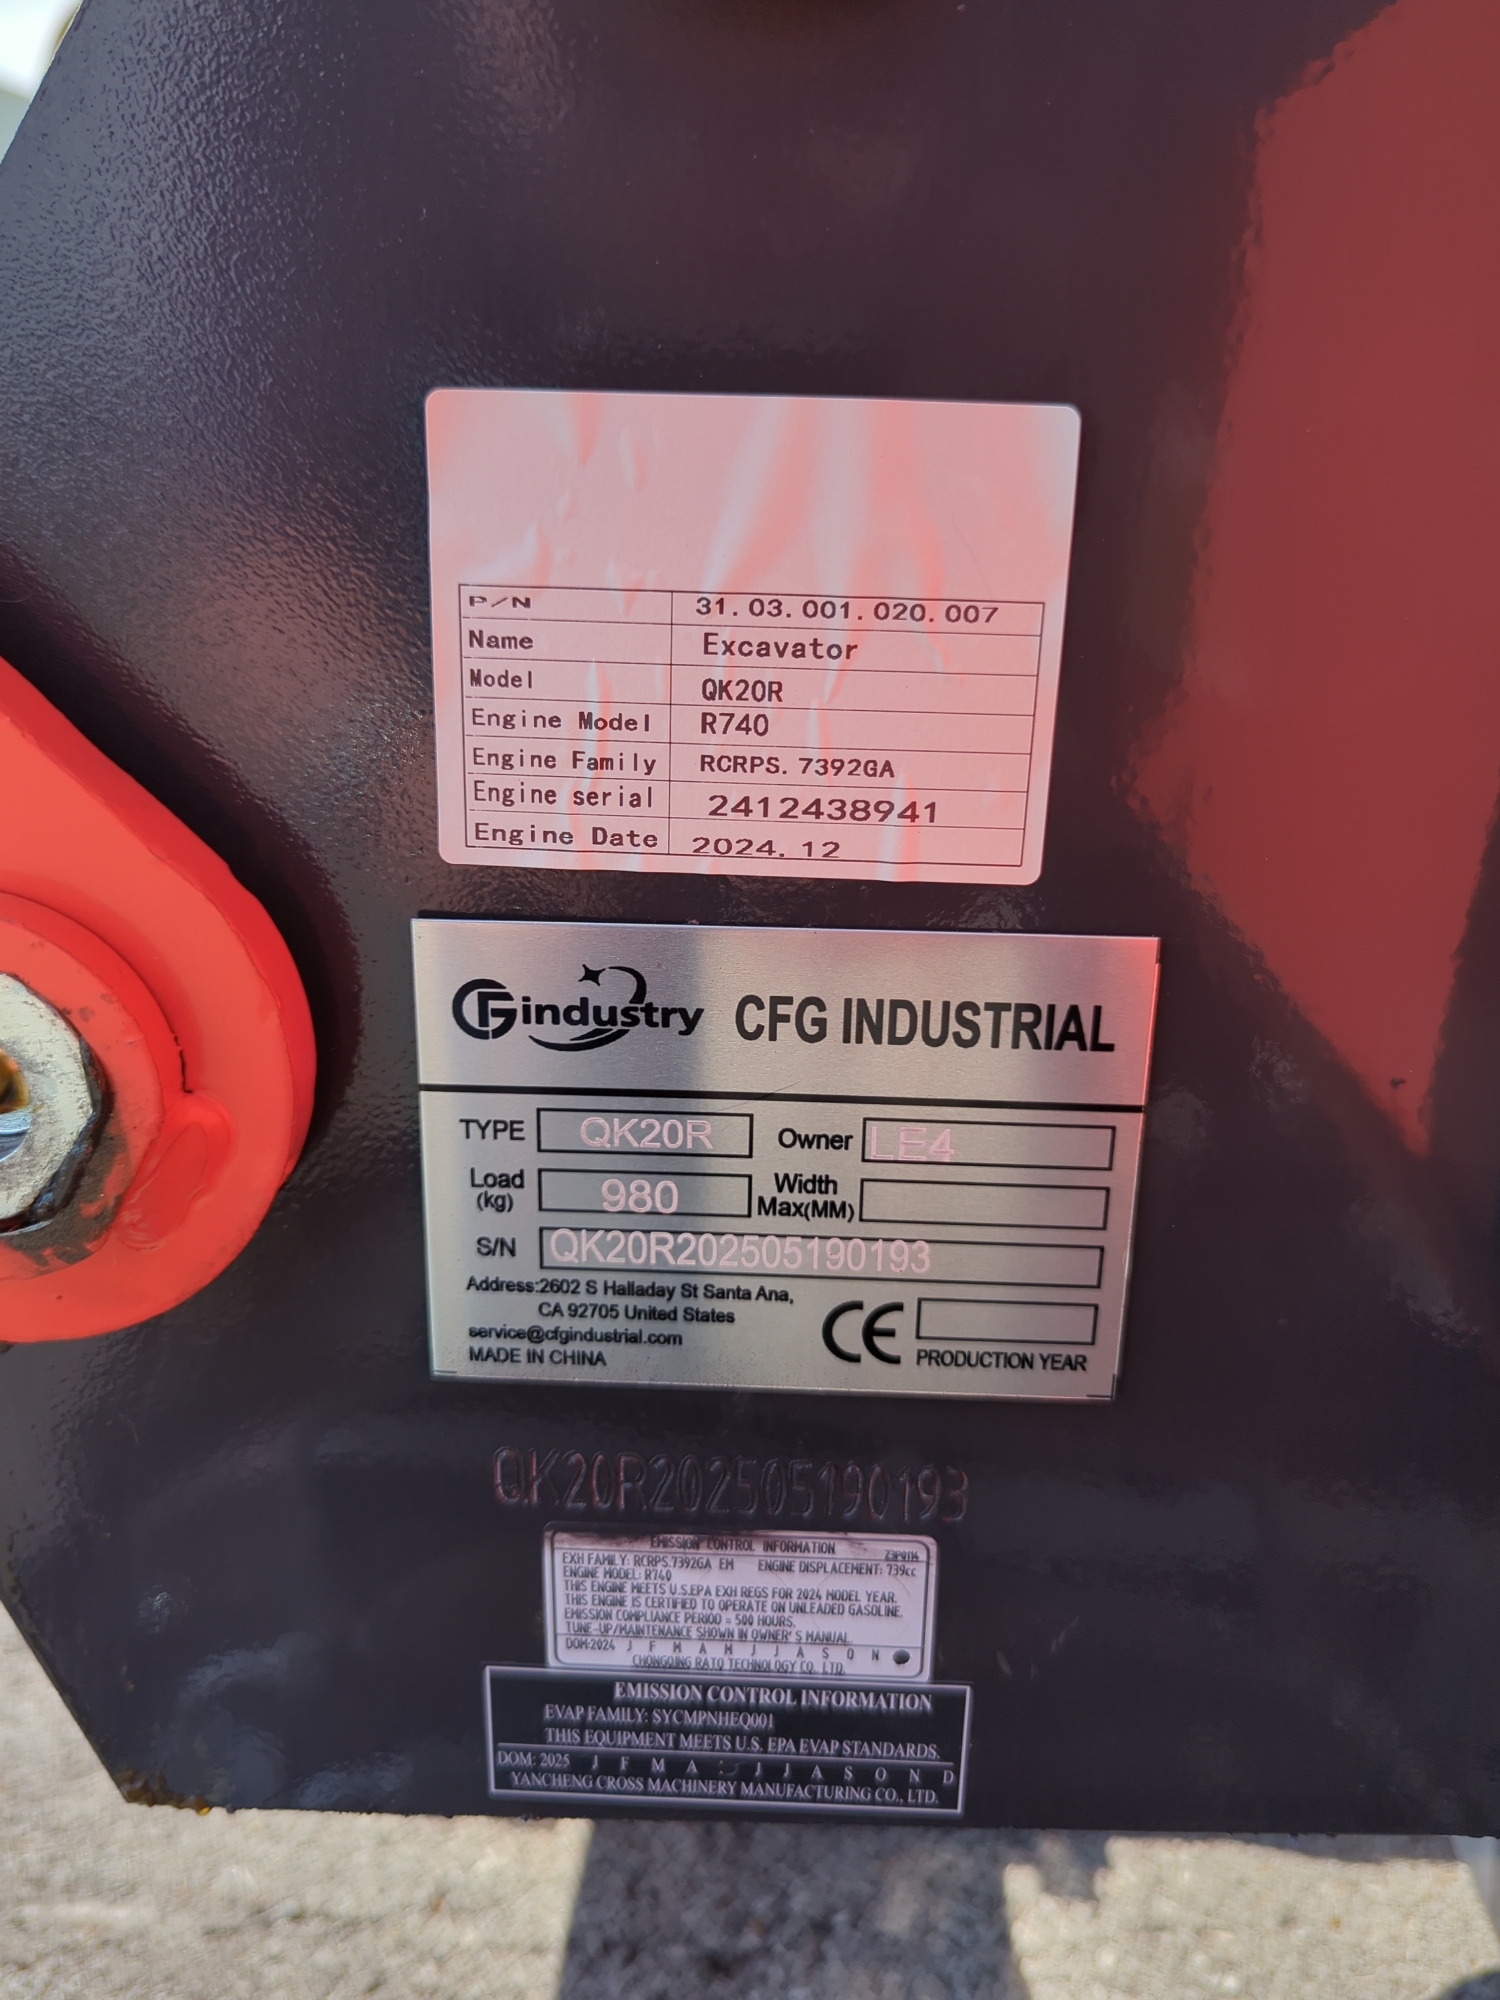 P/N 31.03.001.020.007
Name Excavator
Model QK20R
Engine Model R740
Engine Family RCRPS.7392GA
Engine serial 2412438941
Engine Date 2024.12
GFindustry CFG INDUSTRIAL
TYPE QK20R Owner LE4
Load (kg) 980 Width Max(MM)
S/N QK20R202505190193
Address:2602 S Halladay St Santa Ana,
CA 92705 United States
service@cfgindustrial.com
MADE IN CHINA
CE PRODUCTION YEAR
QK20R202505190193
EMISSION CONTROL INFORMATION
EXH FAMILY: RCRPS.7392GA EM ENGINE DISPLACEMENT: 739cc
ENGINE MODEL: R740
THIS ENGINE MEETS U.S.EPA EXH REGS FOR 2024 MODEL YEAR.
THIS ENGINE IS CERTIFIED TO OPERATE ON UNLEADED GASOLINE.
EMISSION COMPLIANCE PERIOD = 500 HOURS.
TUNE-UP/MAINTENANCE SHOWN IN OWNER'S MANUAL.
DOM:2024 J F M A M J J A S O N
CHONGQING RATO TECHNOLOGY CO. LTD.
EMISSION CONTROL INFORMATION
EVAP FAMILY: SYCMPNHEQ001
THIS EQUIPMENT MEETS U.S. EPA EVAP STANDARDS.
DOM: 2025 J F M A J J A S O N D
YANCHENG CROSS MACHINERY MANUFACTURING CO., LTD.